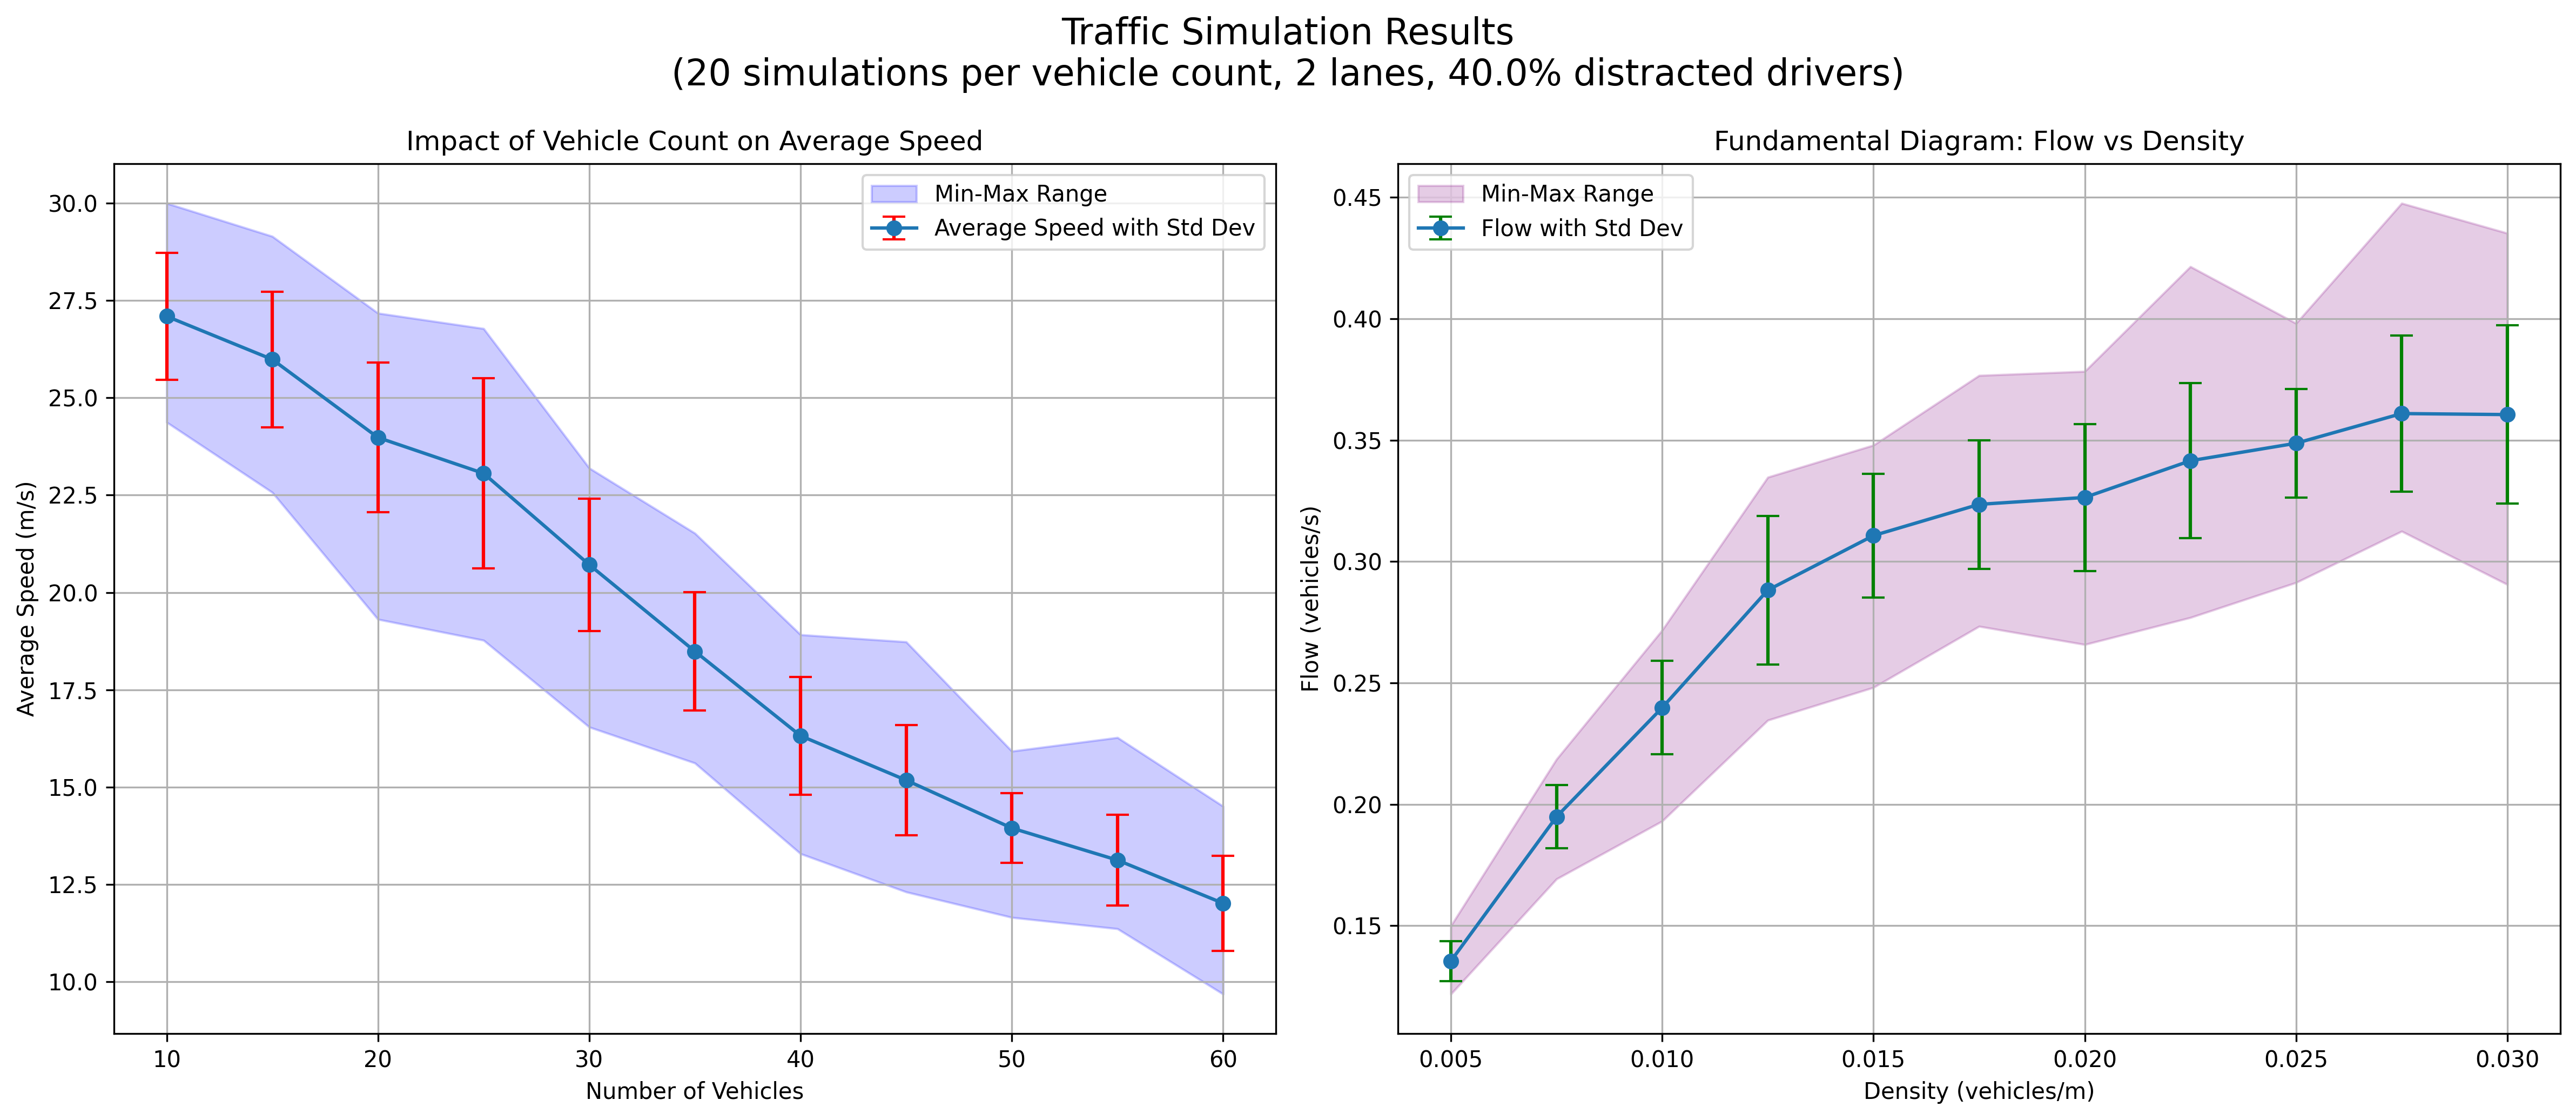 Traffic Simulation Results
(20 simulations per vehicle count, 2 lanes, 40.0% distracted drivers)
Impact of Vehicle Count on Average Speed
Min-Max Range
Average Speed with Std Dev
Average Speed (m/s)
30.0
27.5
25.0
22.5
20.0
17.5
15.0
12.5
10.0
10 20 30 40 50 60
Number of Vehicles
Fundamental Diagram: Flow vs Density
Min-Max Range
Flow with Std Dev
Flow (vehicles/s)
0.45
0.40
0.35
0.30
0.25
0.20
0.15
0.005 0.010 0.015 0.020 0.025 0.030
Density (vehicles/m)